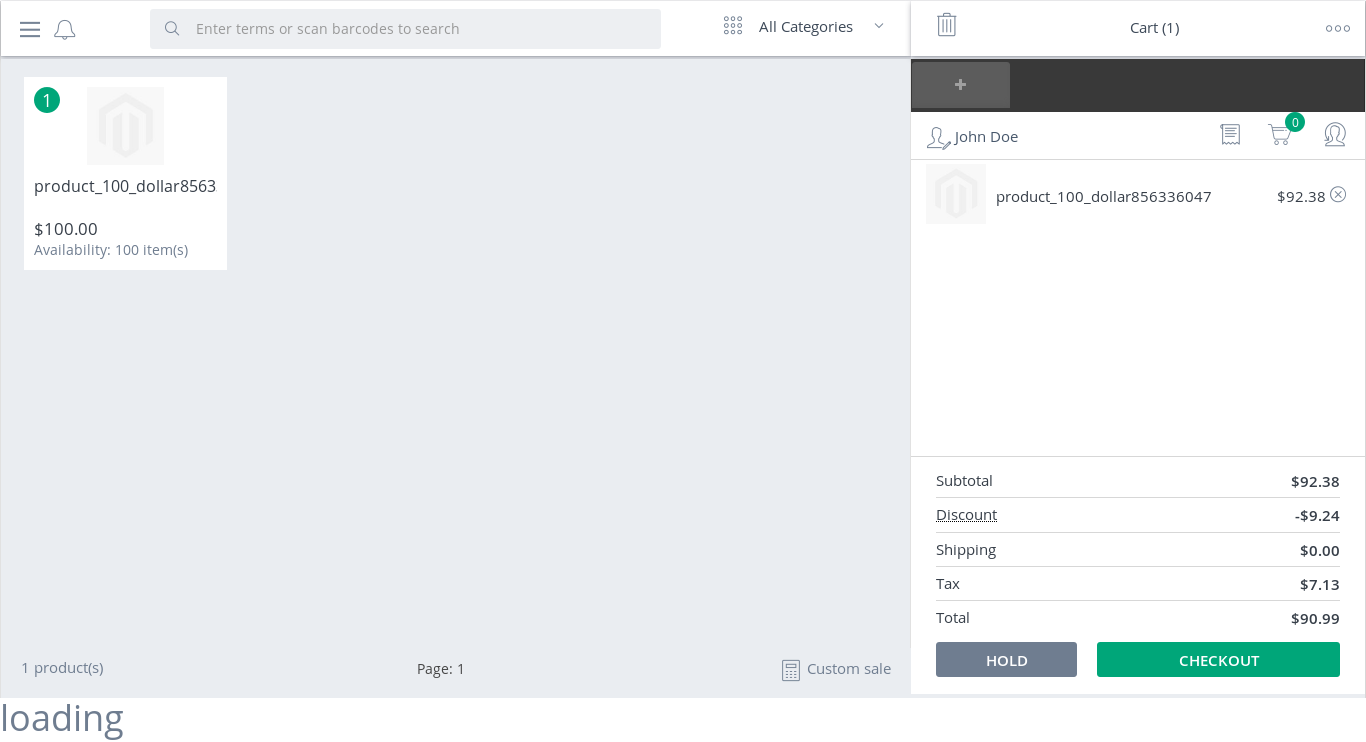 Enter terms or scan barcodes to search
All Categories
Cart (1)
+
John Doe
0
1
product_100_dollar8563
$100.00
Availability: 100 item(s)
product_100_dollar856336047 $92.38
Subtotal $92.38
Discount -$9.24
Shipping $0.00
Tax $7.13
Total $90.99
HOLD CHECKOUT
1 product(s)
Page: 1
Custom sale
loading